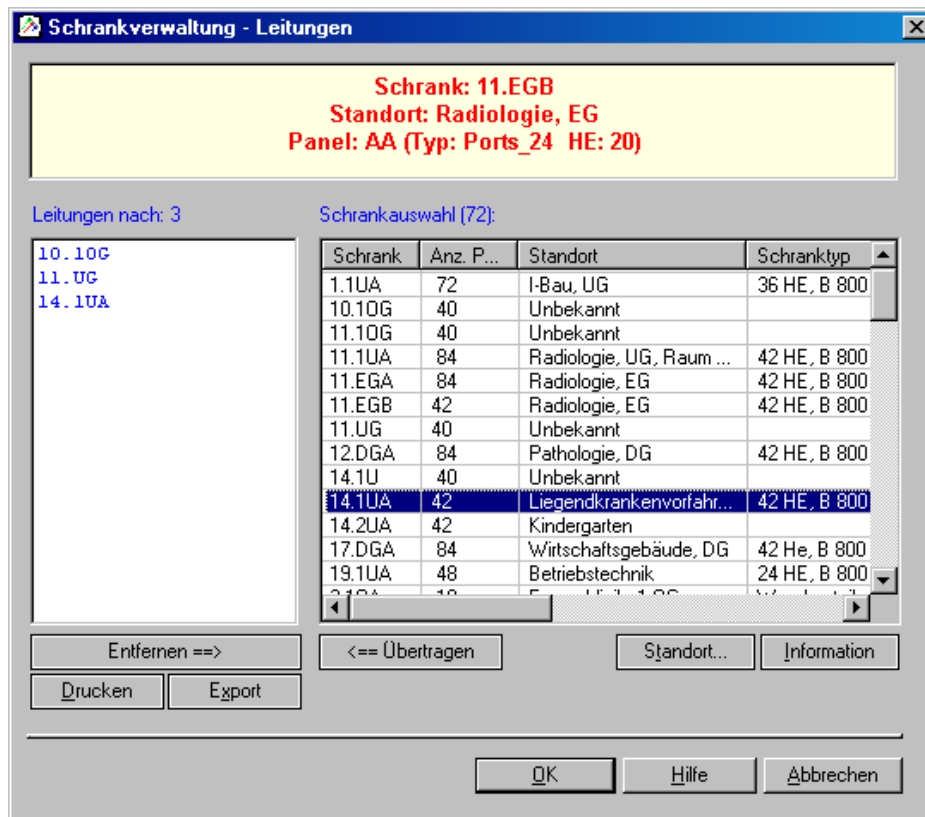 Schrankverwaltung - Leitungen
Schrank: 11.EGB
Standort: Radiologie, EG
Panel: AA (Typ: Ports_24 HE: 20)
Leitungen nach: 3
10.1OG
11.UG
14.1UA
Schrankauswahl (72):
Schrank Anz. P... Standort Schranktyp
1.1UA 72 I-Bau, UG 36 HE, B 800
10.1OG 40 Unbekannt
11.1OG 40 Unbekannt
11.1UA 84 Radiologie, UG, Raum ... 42 HE, B 800
11.EGA 84 Radiologie, EG 42 HE, B 800
11.EGB 42 Radiologie, EG 42 HE, B 800
11.UG 40 Unbekannt
12.DGA 84 Pathologie, DG 42 HE, B 800
14.1U 40 Unbekannt
14.1UA 42 Liegendkrankenvorfahr... 42 HE, B 800
14.2UA 42 Kindergarten
17.DGA 84 Wirtschaftsgebäude, DG 42 He, B 800
19.1UA 48 Betriebstechnik 24 HE, B 800
Entfernen ==>
<== Übertragen
Standort...
Information
Drucken
Export
OK
Hilfe
Abbrechen